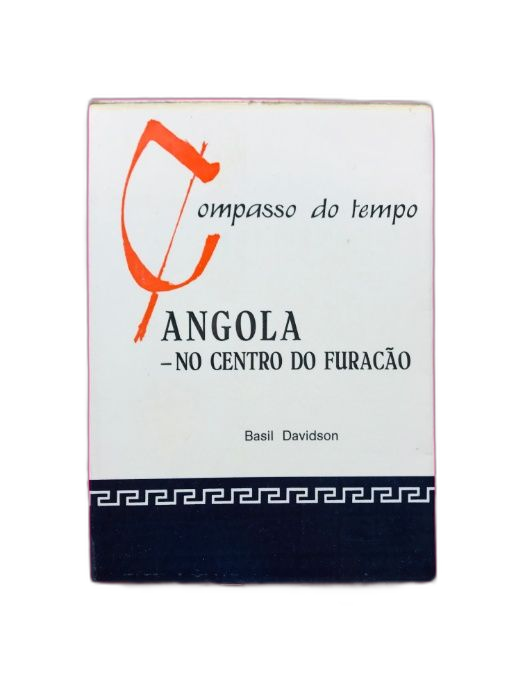 Compasso do tempo
ANGOLA
– NO CENTRO DO FURACÃO
Basil Davidson